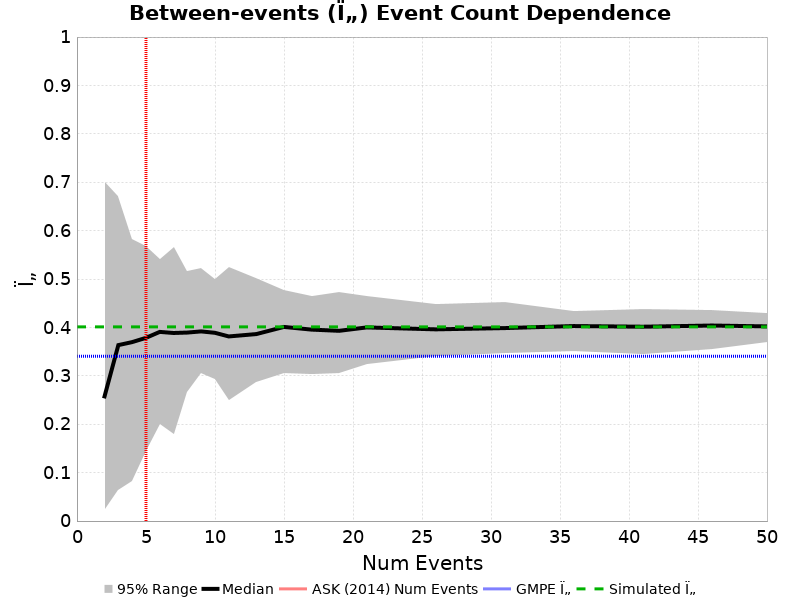 Between-events (Ï„) Event Count Dependence
1
0.9
0.8
0.7
0.6
0.5
0.4
0.3
0.2
0.1
0
Ï„
0 5 10 15 20 25 30 35 40 45 50
Num Events
95% Range Median ASK (2014) Num Events GMPE Ï„ Simulated Ï„